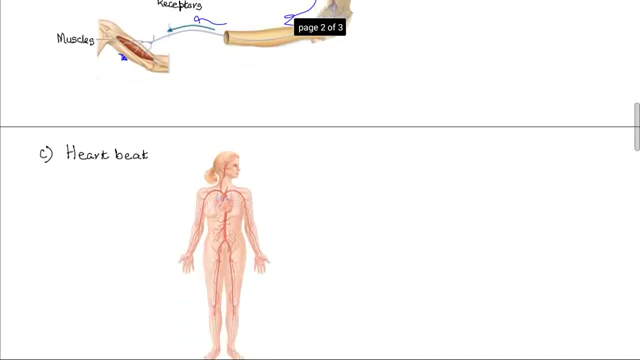 Receptors
page 2 of 3
Muscles
c) Heart beat